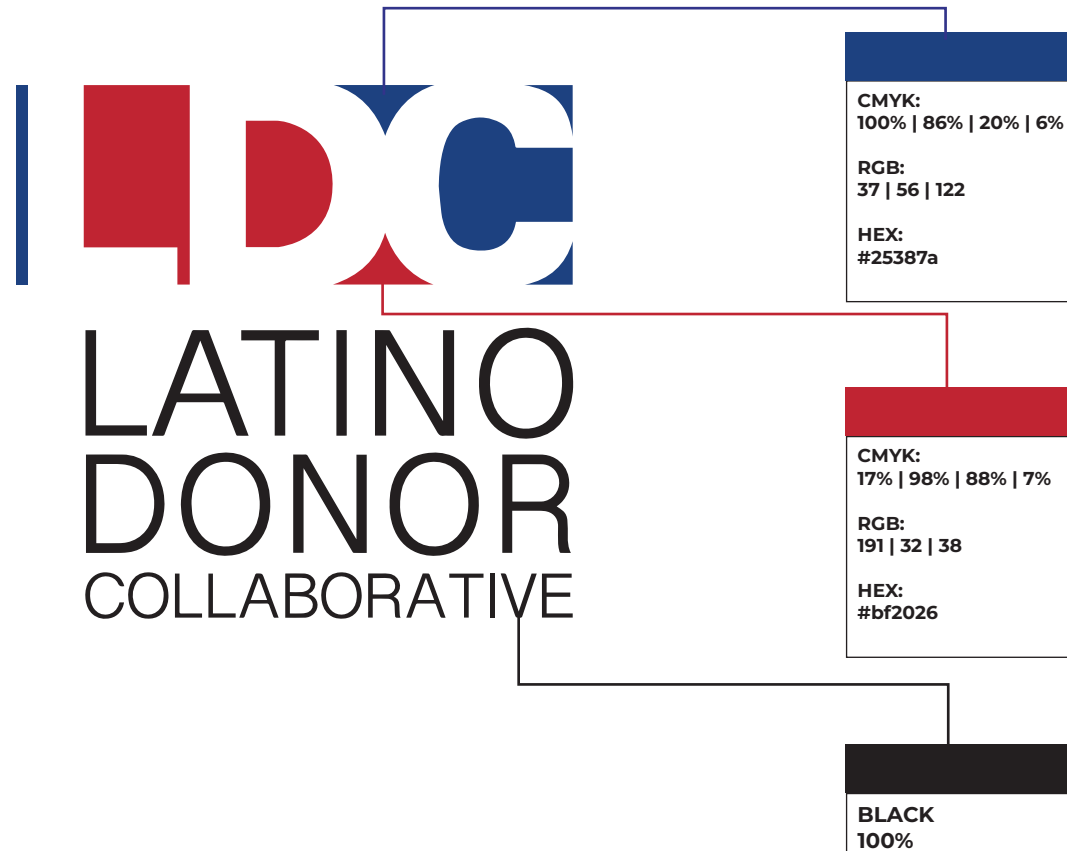 LDC
LATINO
DONOR
COLLABORATIVE
CMYK:
100% | 86% | 20% | 6%
RGB:
37 | 56 | 122
HEX:
#25387a
CMYK:
17% | 98% | 88% | 7%
RGB:
191 | 32 | 38
HEX:
#bf2026
BLACK
100%